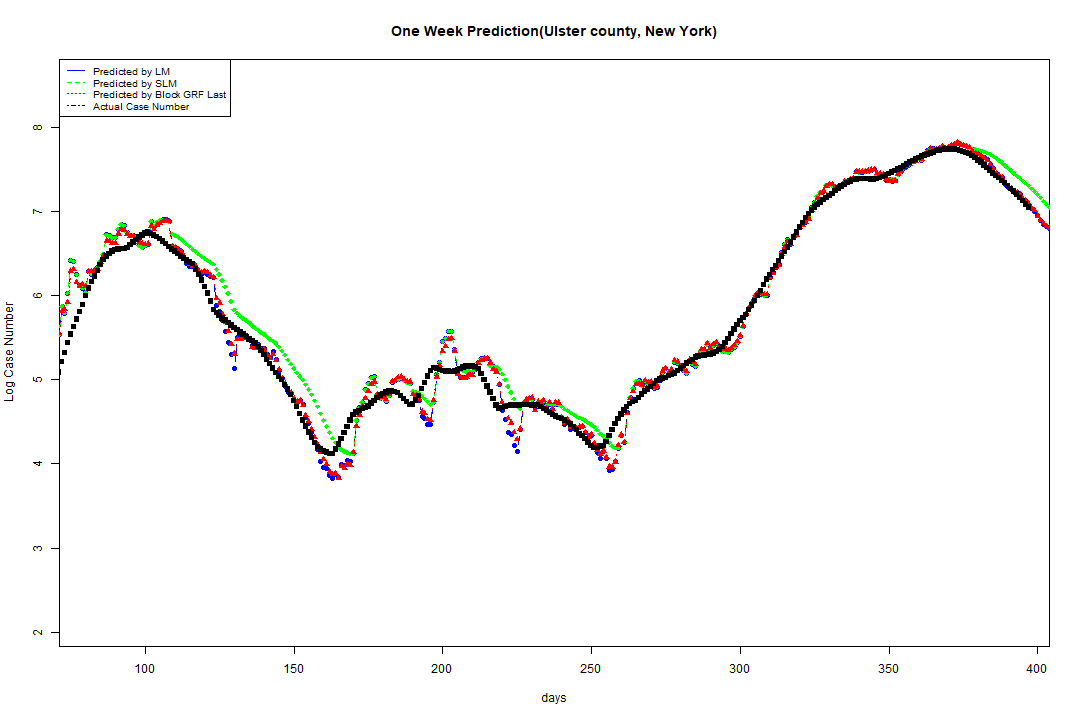 One Week Prediction(Ulster county, New York)
Predicted by LM
Predicted by SLM
Predicted by Block GRF Last
Actual Case Number
Log Case Number
8
7
6
5
4
3
2
100 150 200 250 300 350 400
days